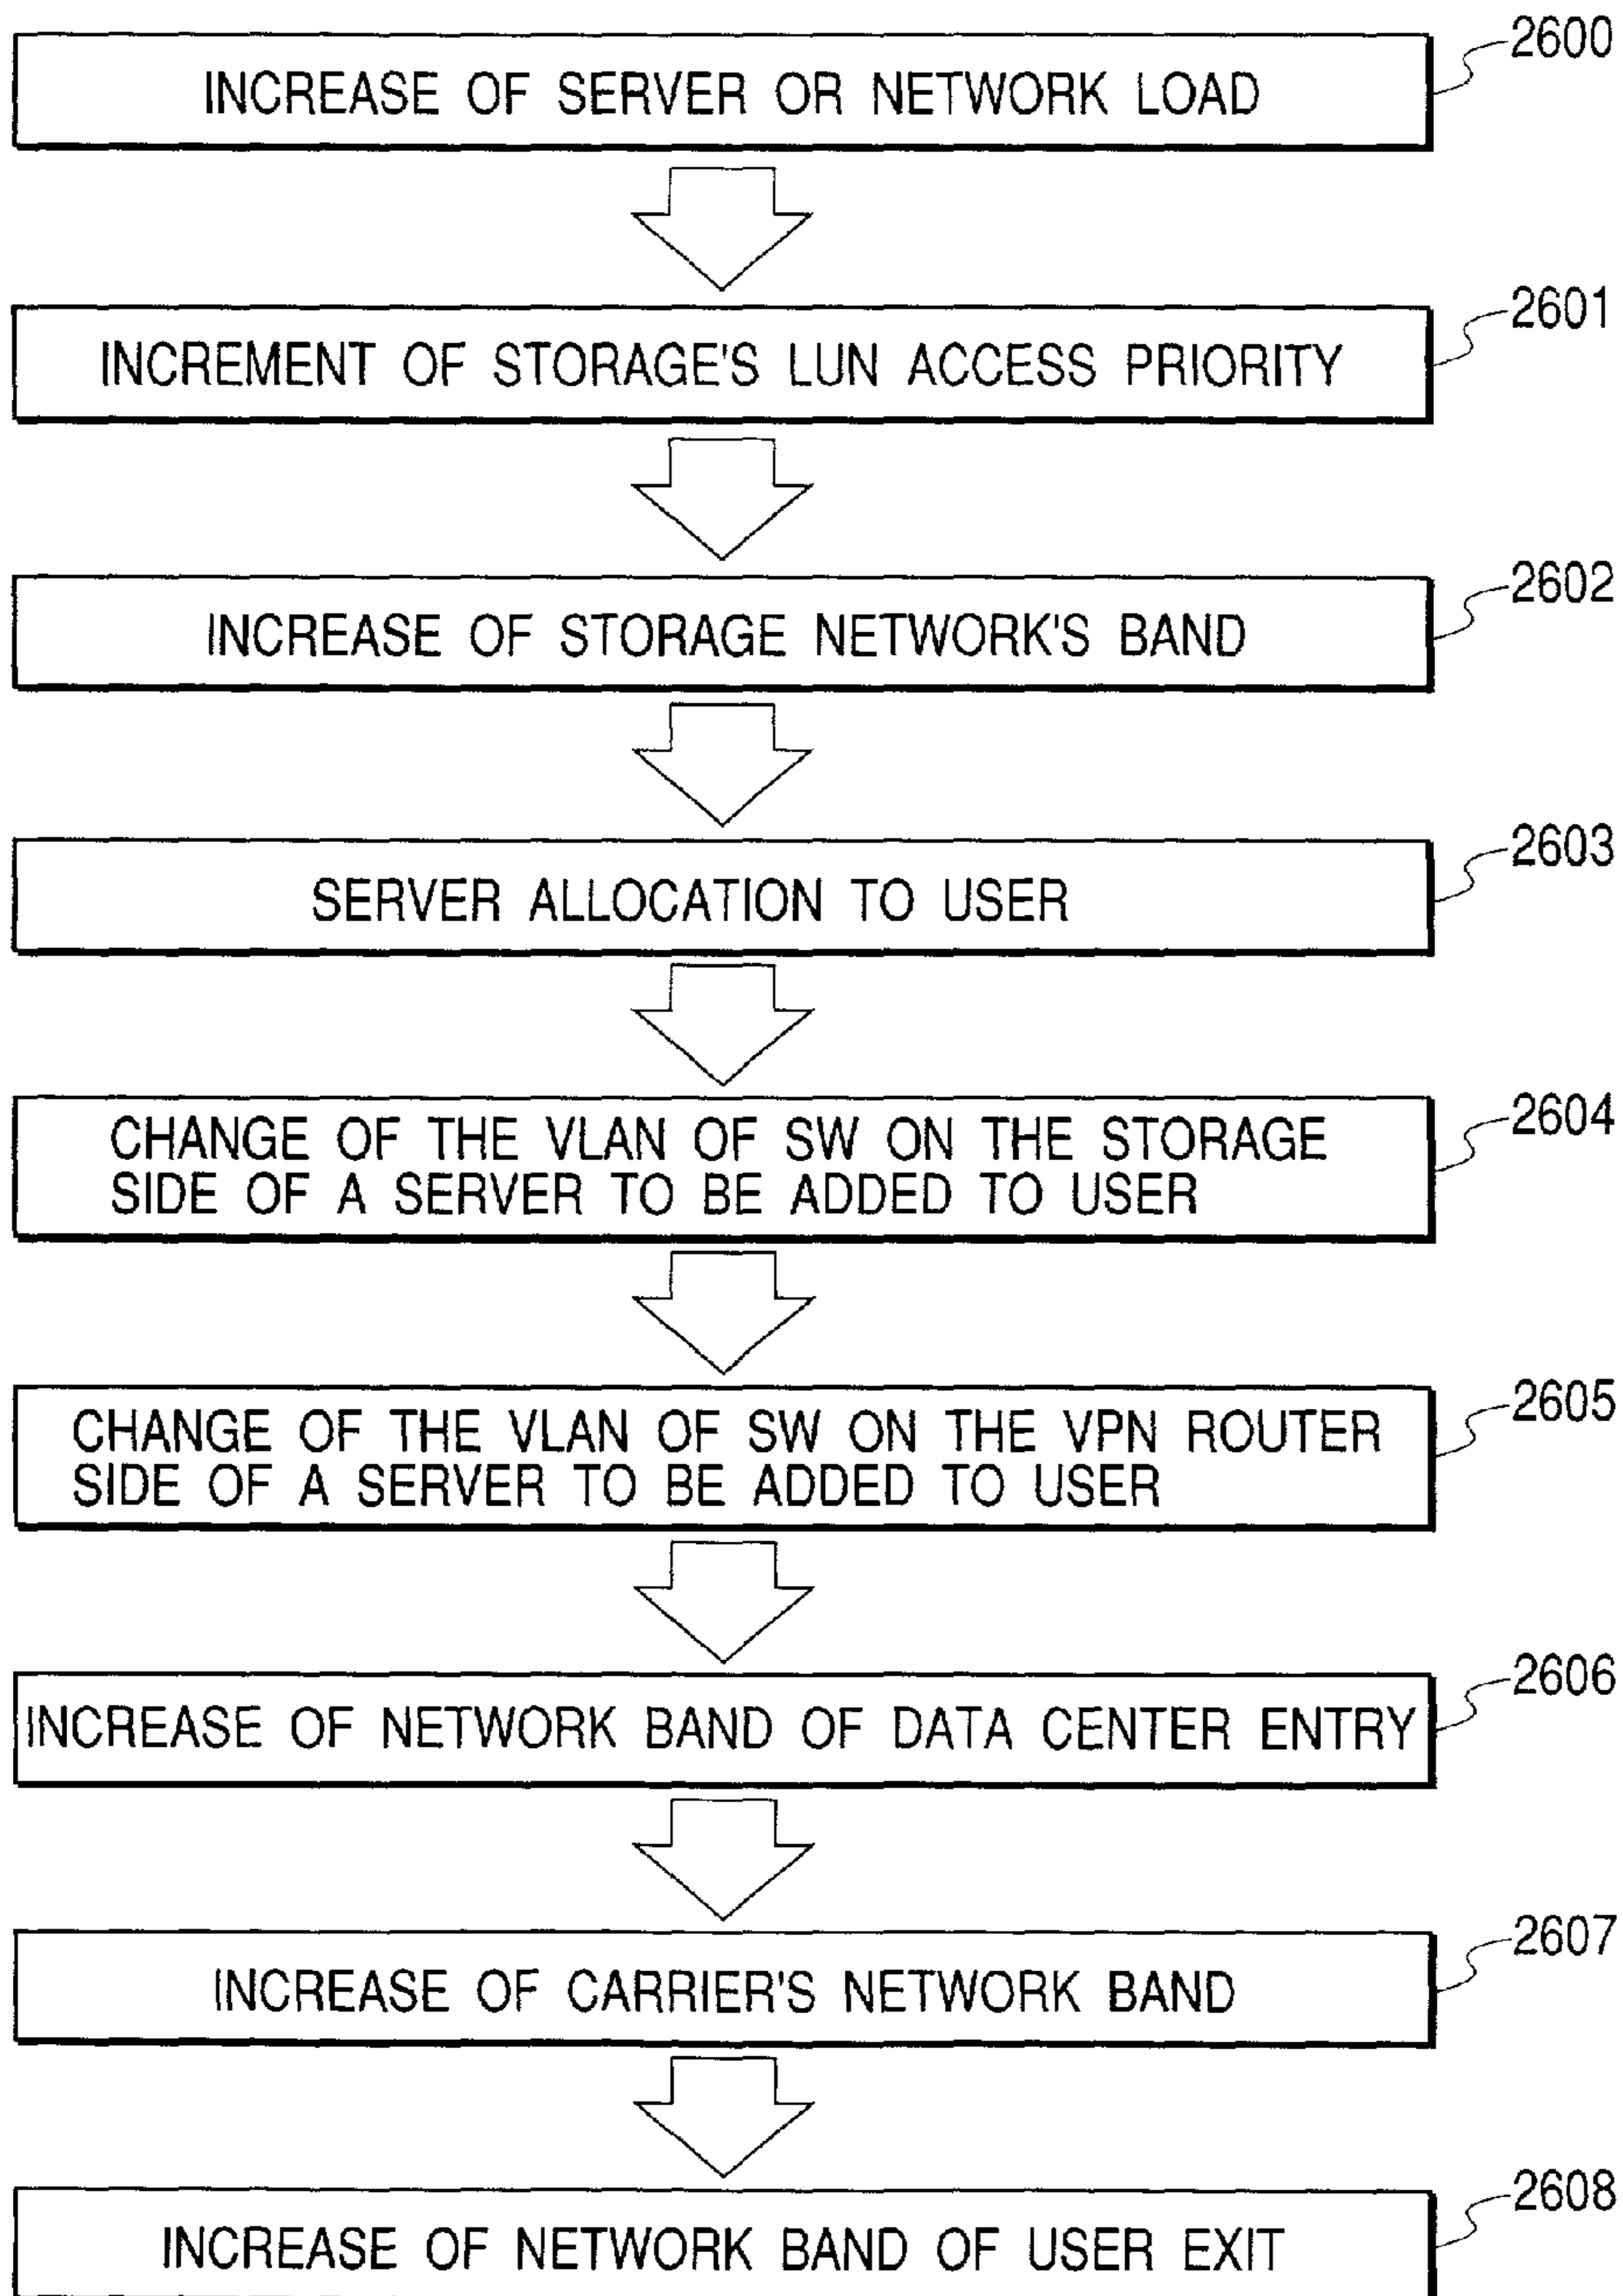 INCREASE OF SERVER OR NETWORK LOAD
2600
INCREMENT OF STORAGE'S LUN ACCESS PRIORITY
2601
INCREASE OF STORAGE NETWORK'S BAND
2602
SERVER ALLOCATION TO USER
2603
CHANGE OF THE VLAN OF SW ON THE STORAGE
SIDE OF A SERVER TO BE ADDED TO USER
2604
CHANGE OF THE VLAN OF SW ON THE VPN ROUTER
SIDE OF A SERVER TO BE ADDED TO USER
2605
INCREASE OF NETWORK BAND OF DATA CENTER ENTRY
2606
INCREASE OF CARRIER'S NETWORK BAND
2607
INCREASE OF NETWORK BAND OF USER EXIT
2608